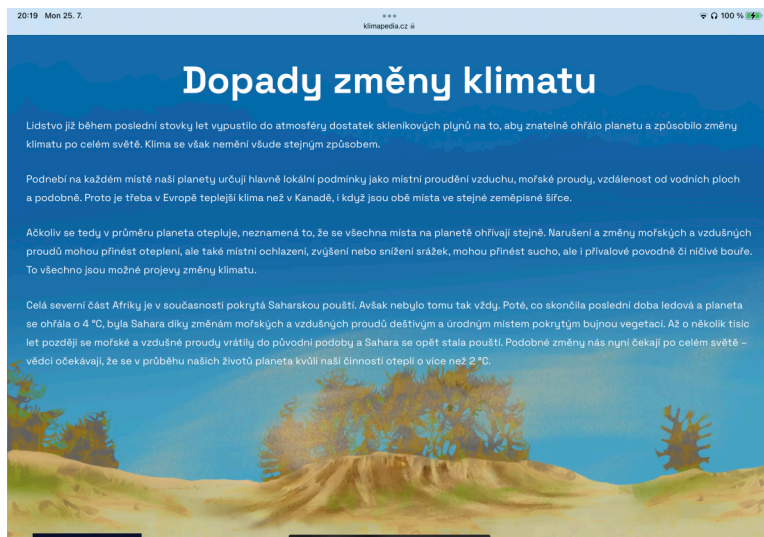 20:19 Mon 25. 7.
klimapedia.cz
100 %
Dopady změny klimatu
Lidstvo již během poslední stovky let vypustilo do atmosféry dostatek skleníkových plynů na to, aby znatelně ohřálo planetu a způsobilo změny
klimatu po celém světě. Klima se však nemění všude stejným způsobem.
Podnebí na každém místě naší planety určují hlavně lokální podmínky jako místní proudění vzduchu, mořské proudy, vzdálenost od vodních ploch
a podobně. Proto je třeba v Evropě teplejší klima než v Kanadě, i když jsou obě místa ve stejné zeměpisné šířce.
Ačkoliv se tedy v průměru planeta otepluje, neznamená to, že se všechna místa na planetě ohřívají stejně. Narušení a změny mořských a vzdušných
proudů mohou přinést oteplení, ale také místní ochlazení, zvýšení nebo snížení srážek, mohou přinést sucho, ale i přívalové povodně či ničivé bouře.
To všechno jsou možné projevy změny klimatu.
Celá severní část Afriky je v současnosti pokrytá Saharskou pouští. Avšak nebylo tomu tak vždy. Poté, co skončila poslední doba ledová a planeta
se ohřála o 4 °C, byla Sahara díky změnám mořských a vzdušných proudů deštivým a úrodným místem pokrytým bujnou vegetací. Až o několik tisíc
let později se mořské a vzdušné proudy vrátily do původní podoby a Sahara se opět stala pouští. Podobné změny nás nyní čekají po celém světě –
vědci očekávají, že se v průběhu našich životů planeta kvůli naší činnosti oteplí o více než 2 °C.